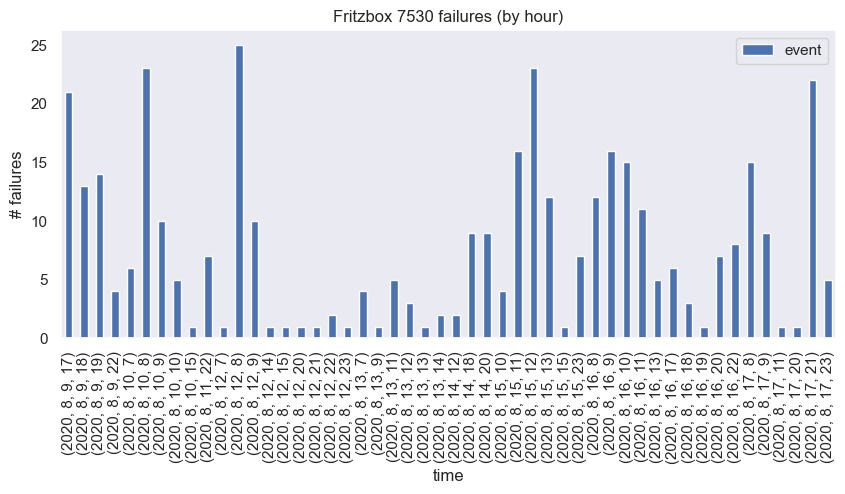 Fritzbox 7530 failures (by hour)
event
# failures
25
20
15
10
5
0
(2020, 8, 9, 17)
(2020, 8, 9, 18)
(2020, 8, 9, 19)
(2020, 8, 9, 22)
(2020, 8, 10, 7)
(2020, 8, 10, 8)
(2020, 8, 10, 9)
(2020, 8, 10, 10)
(2020, 8, 10, 15)
(2020, 8, 11, 22)
(2020, 8, 12, 7)
(2020, 8, 12, 8)
(2020, 8, 12, 9)
(2020, 8, 12, 14)
(2020, 8, 12, 15)
(2020, 8, 12, 20)
(2020, 8, 12, 21)
(2020, 8, 12, 22)
(2020, 8, 12, 23)
(2020, 8, 13, 7)
(2020, 8, 13, 9)
(2020, 8, 13, 11)
(2020, 8, 13, 12)
(2020, 8, 13, 13)
(2020, 8, 13, 14)
(2020, 8, 14, 12)
(2020, 8, 14, 18)
(2020, 8, 14, 20)
(2020, 8, 15, 10)
(2020, 8, 15, 11)
(2020, 8, 15, 12)
(2020, 8, 15, 13)
(2020, 8, 15, 15)
(2020, 8, 15, 23)
(2020, 8, 16, 8)
(2020, 8, 16, 9)
(2020, 8, 16, 10)
(2020, 8, 16, 11)
(2020, 8, 16, 13)
(2020, 8, 16, 17)
(2020, 8, 16, 18)
(2020, 8, 16, 19)
(2020, 8, 16, 20)
(2020, 8, 16, 22)
(2020, 8, 17, 8)
(2020, 8, 17, 9)
(2020, 8, 17, 11)
(2020, 8, 17, 20)
(2020, 8, 17, 21)
(2020, 8, 17, 23)
time